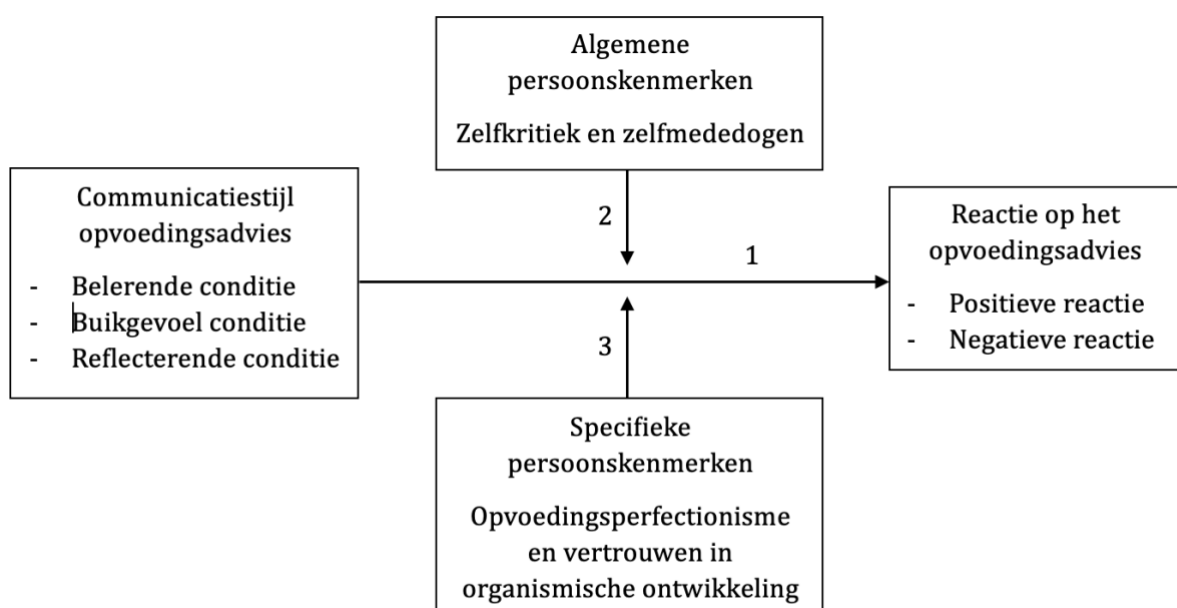 Algemene
persoonskenmerken
Zelfkritiek en zelfmededogen
Communicatiestijl
opvoedingsadvies
- Belerende conditie
- Buikgevoel conditie
- Reflecterende conditie
2
1
3
Reactie op het
opvoedingsadvies
- Positieve reactie
- Negatieve reactie
Specifieke
persoonskenmerken
Opvoedingsperfectionisme
en vertrouwen in
organismische ontwikkeling